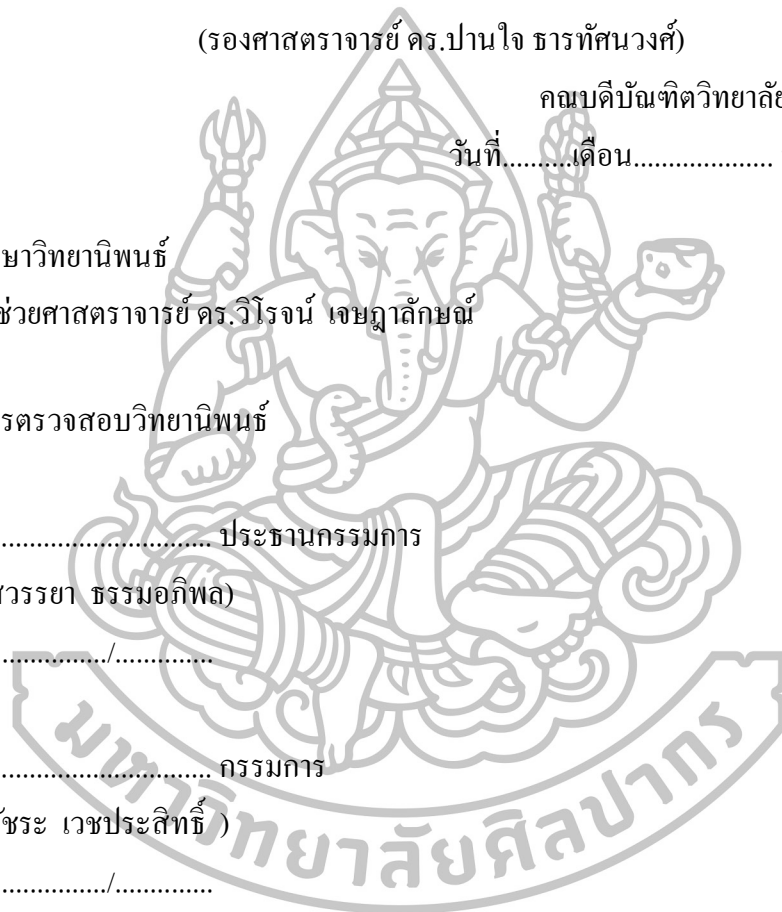 (รองศาสตราจารย์ ดร.ปานใจ ธารทัศนวงศ์)
คณบดีบัณฑิตวิทยาลัย
วันที่..........เดือน....................
ษาวิทยานิพนธ์
ช่วยศาสตราจารย์ ดร.วิโรจน์ เจษฎาลักษณ์
รตรวจสอบวิทยานิพนธ์
.............................. ประธานกรรมการ
สวรรยา ธรรมอภิพล)
.............../..............
.............................. กรรมการ
ัชระ เวชประสิทธิ์ )
.............../..............
มหาวิทยาลัยศิลปากร